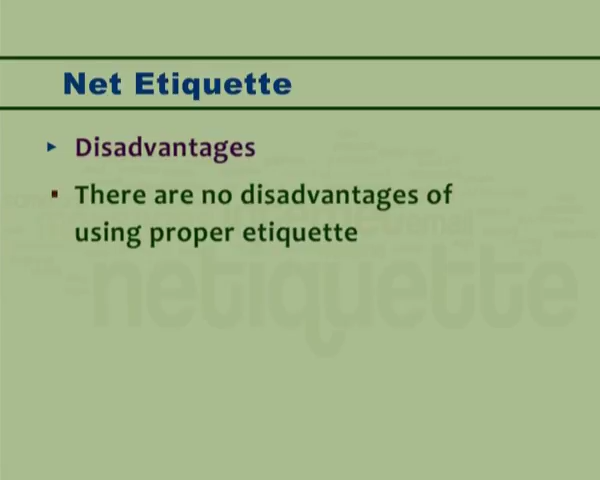 Net Etiquette
Disadvantages
There are no disadvantages of
using proper etiquette
netiquette